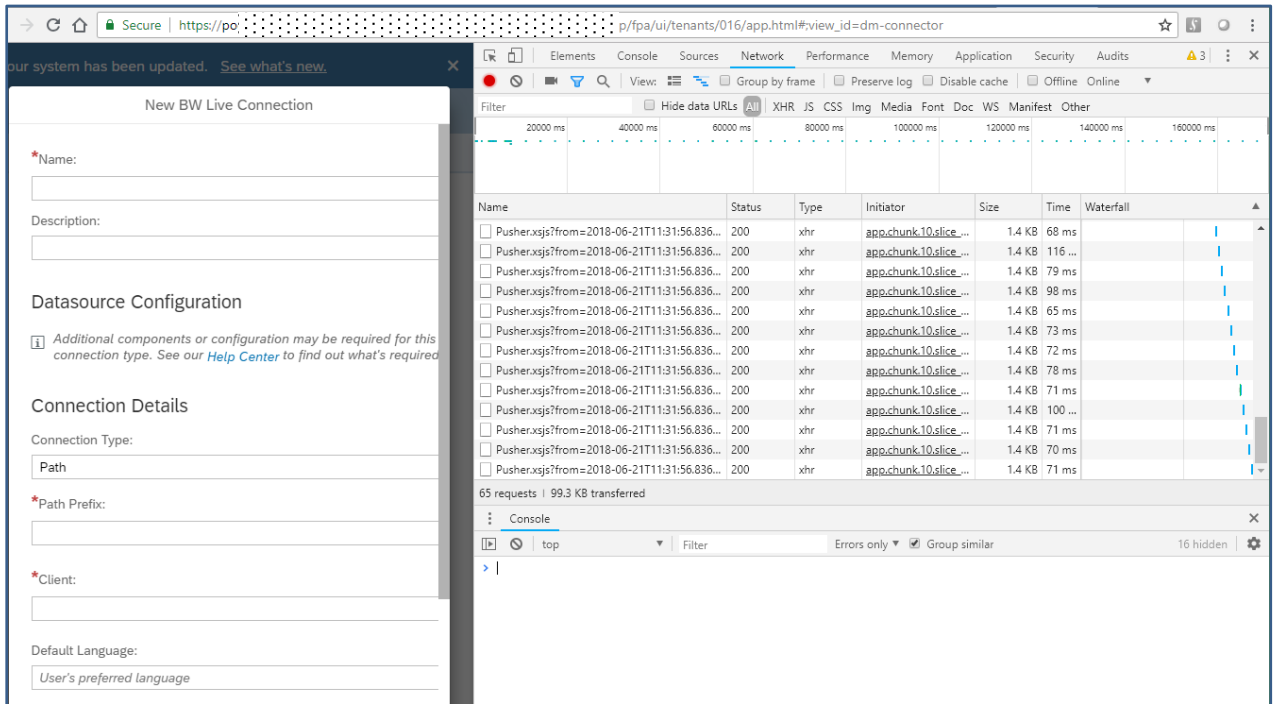 Secure | https://po p/fpa/ui/tenants/016/app.html#;view_id=dm-connector
our system has been updated. See what's new.
New BW Live Connection
*Name:
Description:
Datasource Configuration
Additional components or configuration may be required for this
connection type. See our Help Center to find out what's required
Connection Details
Connection Type:
Path
*Path Prefix:
*Client:
Default Language:
User's preferred language
Elements Console Sources Network Performance Memory Application Security Audits 3
View: Group by frame Preserve log Disable cache Offline Online
Filter Hide data URLs All XHR JS CSS Img Media Font Doc WS Manifest Other
20000 ms 40000 ms 60000 ms 80000 ms 100000 ms 120000 ms 140000 ms 160000 ms
Name Status Type Initiator Size Time Waterfall
Pusher.xsjs?from=2018-06-21T11:31:56.836... 200 xhr app.chunk.10.slice_... 1.4 KB 68 ms
Pusher.xsjs?from=2018-06-21T11:31:56.836... 200 xhr app.chunk.10.slice_... 1.4 KB 116 ...
Pusher.xsjs?from=2018-06-21T11:31:56.836... 200 xhr app.chunk.10.slice_... 1.4 KB 79 ms
Pusher.xsjs?from=2018-06-21T11:31:56.836... 200 xhr app.chunk.10.slice_... 1.4 KB 98 ms
Pusher.xsjs?from=2018-06-21T11:31:56.836... 200 xhr app.chunk.10.slice_... 1.4 KB 65 ms
Pusher.xsjs?from=2018-06-21T11:31:56.836... 200 xhr app.chunk.10.slice_... 1.4 KB 73 ms
Pusher.xsjs?from=2018-06-21T11:31:56.836... 200 xhr app.chunk.10.slice_... 1.4 KB 72 ms
Pusher.xsjs?from=2018-06-21T11:31:56.836... 200 xhr app.chunk.10.slice_... 1.4 KB 78 ms
Pusher.xsjs?from=2018-06-21T11:31:56.836... 200 xhr app.chunk.10.slice_... 1.4 KB 71 ms
Pusher.xsjs?from=2018-06-21T11:31:56.836... 200 xhr app.chunk.10.slice_... 1.4 KB 100 ...
Pusher.xsjs?from=2018-06-21T11:31:56.836... 200 xhr app.chunk.10.slice_... 1.4 KB 71 ms
Pusher.xsjs?from=2018-06-21T11:31:56.836... 200 xhr app.chunk.10.slice_... 1.4 KB 70 ms
Pusher.xsjs?from=2018-06-21T11:31:56.836... 200 xhr app.chunk.10.slice_... 1.4 KB 71 ms
65 requests | 99.3 KB transferred
Console
top Filter Errors only Group similar 16 hidden